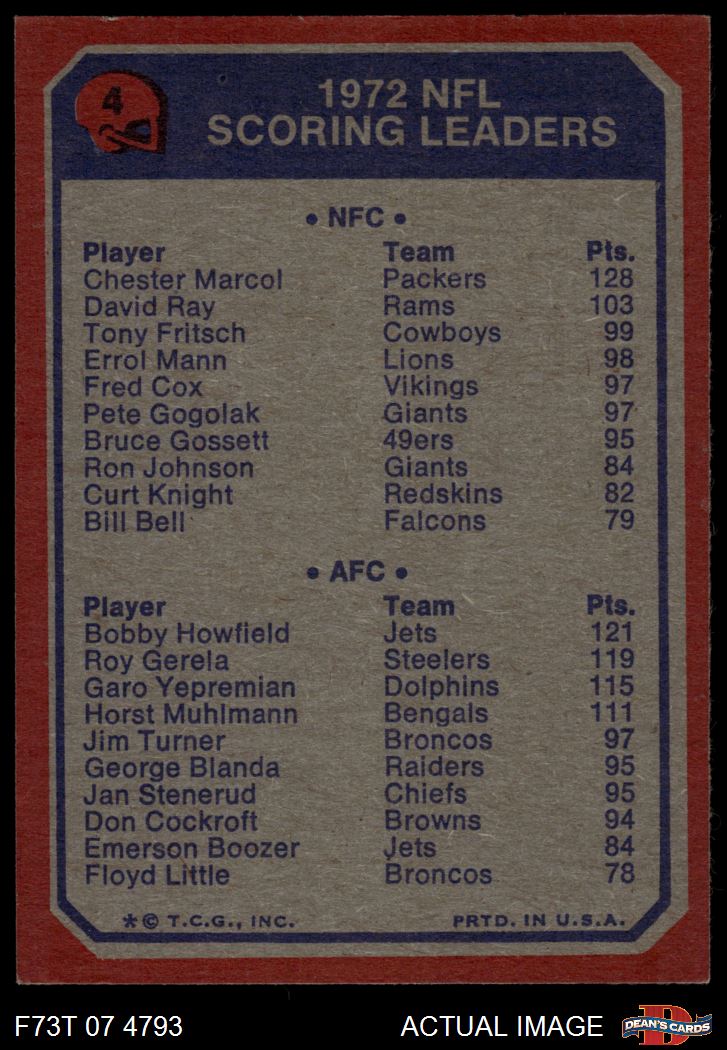 4
1972 NFL
SCORING LEADERS
• NFC •
Player Team Pts.
Chester Marcol Packers 128
David Ray Rams 103
Tony Fritsch Cowboys 99
Errol Mann Lions 98
Fred Cox Vikings 97
Pete Gogolak Giants 97
Bruce Gossett 49ers 95
Ron Johnson Giants 84
Curt Knight Redskins 82
Bill Bell Falcons 79
• AFC •
Player Team Pts.
Bobby Howfield Jets 121
Roy Gerela Steelers 119
Garo Yepremian Dolphins 115
Horst Muhlmann Bengals 111
Jim Turner Broncos 97
George Blanda Raiders 95
Jan Stenerud Chiefs 95
Don Cockroft Browns 94
Emerson Boozer Jets 84
Floyd Little Broncos 78
* © T.C.G., INC. PRTD. IN U.S.A.
F73T 07 4793 ACTUAL IMAGE D DEAN'S CARDS